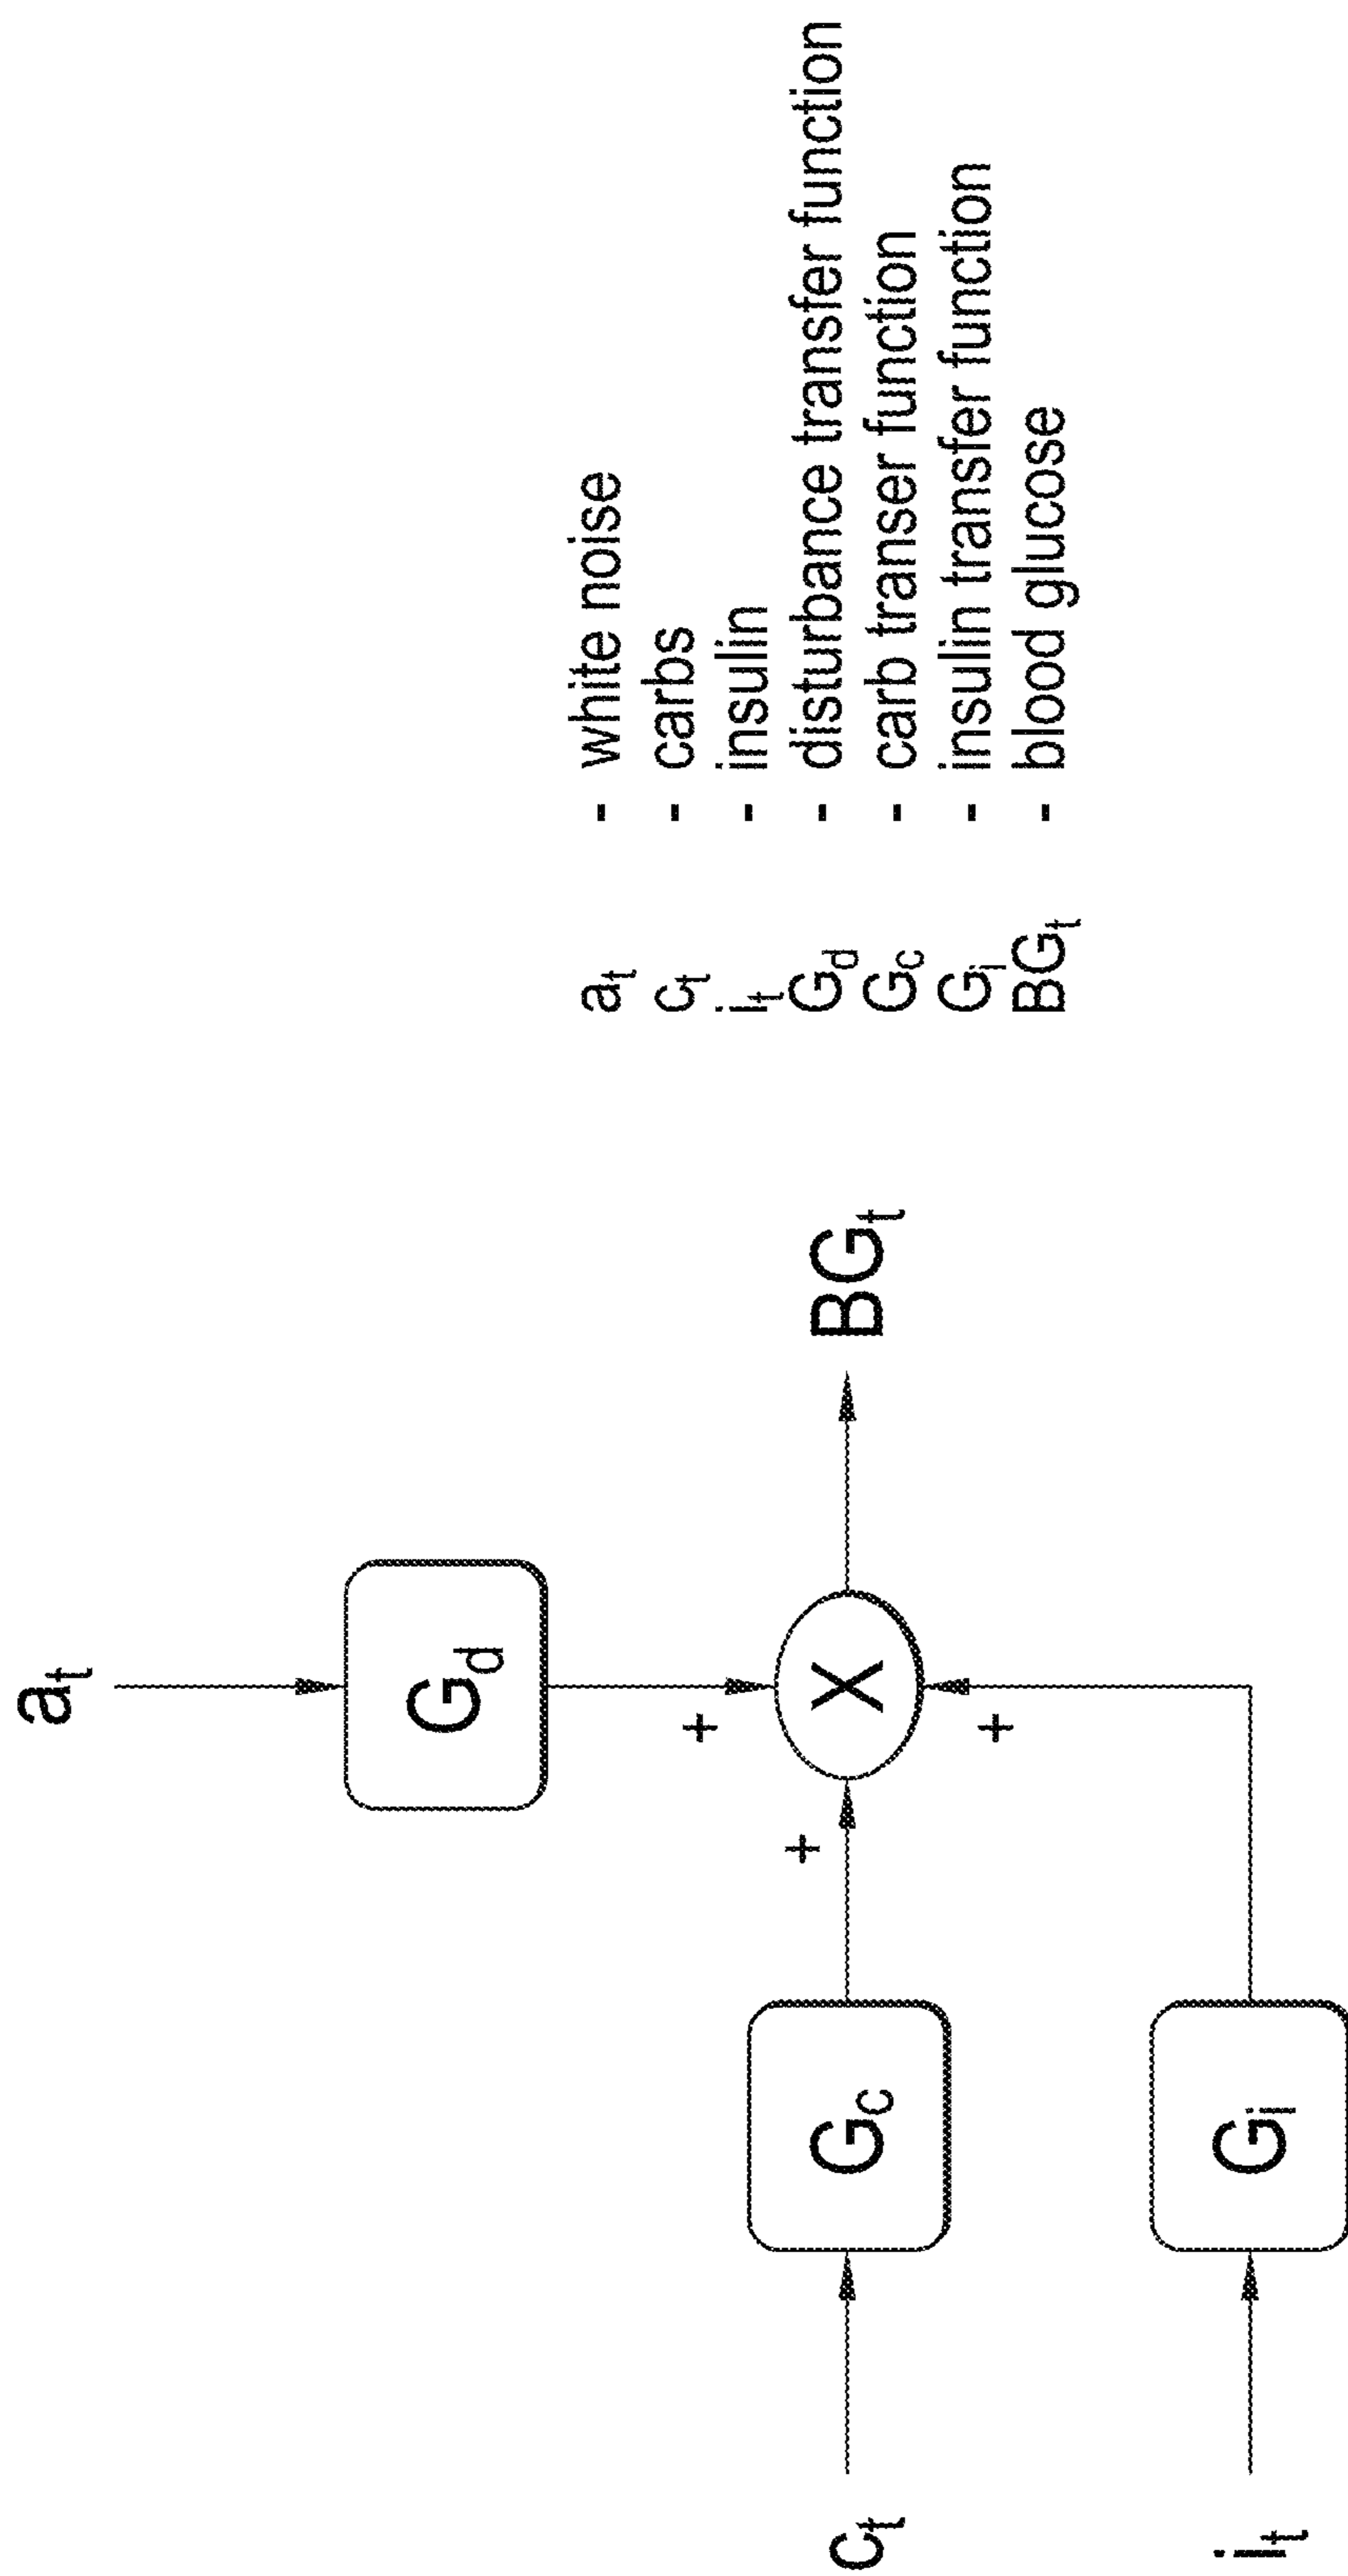 a_t
G_d
+
c_t
G_c
+
X
BG_t
+
i_t
G_i
a_t - white noise
c_t - carbs
i_t - insulin
G_d - disturbance transfer function
G_c - carb transer function
G_i - insulin transfer function
BG_t - blood glucose